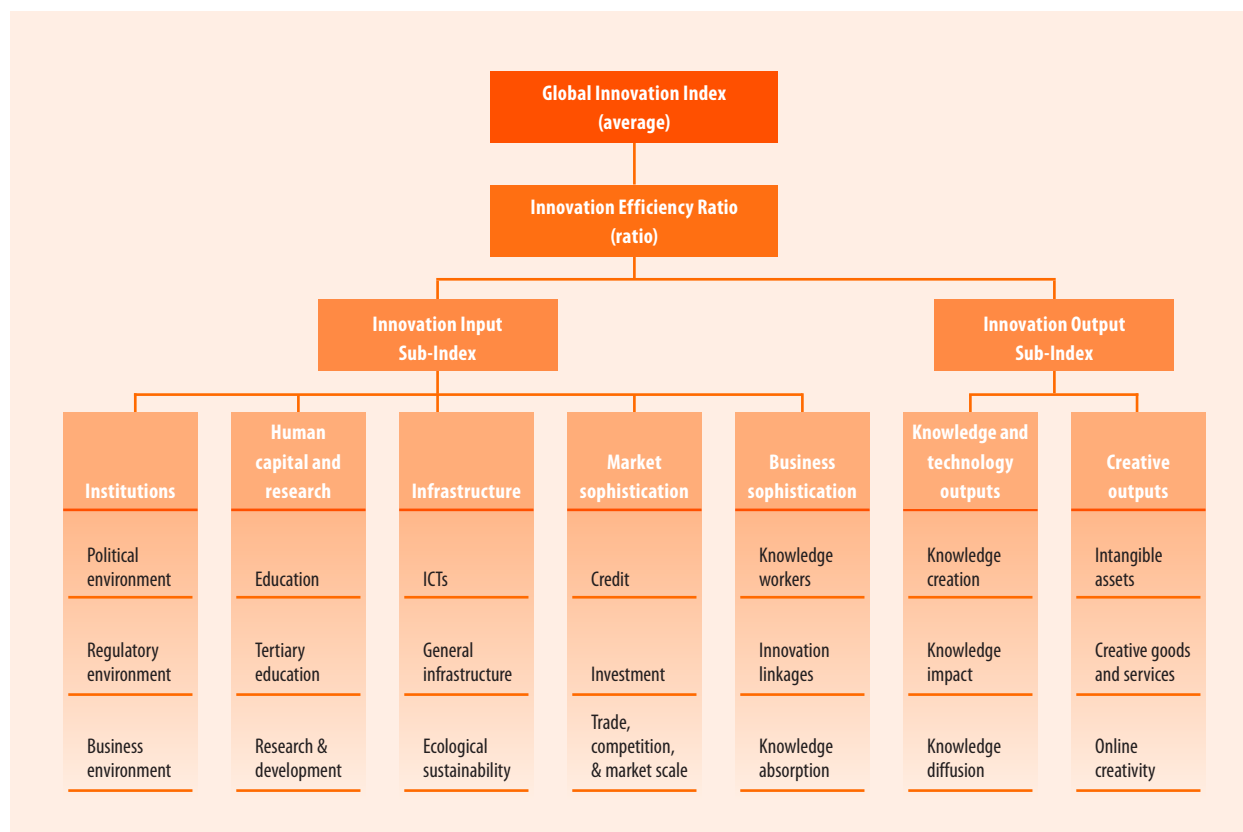 Global Innovation Index
(average)
Innovation Efficiency Ratio
(ratio)
Innovation Input
Sub-Index
Innovation Output
Sub-Index
Institutions
Human
capital and
research
Infrastructure
Market
sophistication
Business
sophistication
Knowledge and
technology
outputs
Creative
outputs
Political
environment
Education
ICTs
Credit
Knowledge
workers
Knowledge
creation
Intangible
assets
Regulatory
environment
Tertiary
education
General
infrastructure
Investment
Innovation
linkages
Knowledge
impact
Creative goods
and services
Business
environment
Research &
development
Ecological
sustainability
Trade,
competition,
& market scale
Knowledge
absorption
Knowledge
diffusion
Online
creativity